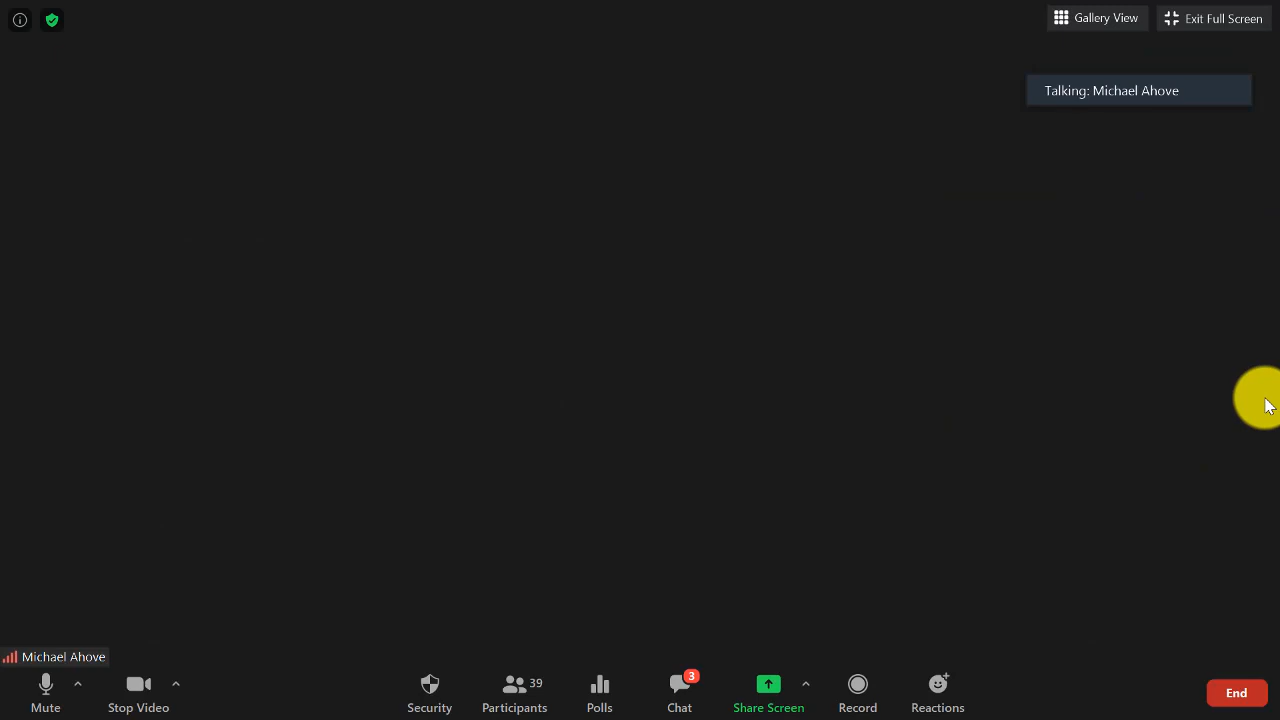 Gallery View
Exit Full Screen
Talking: Michael Ahove
Michael Ahove
Mute
Stop Video
Security
39
Participants
Polls
3
Chat
Share Screen
Record
Reactions
End